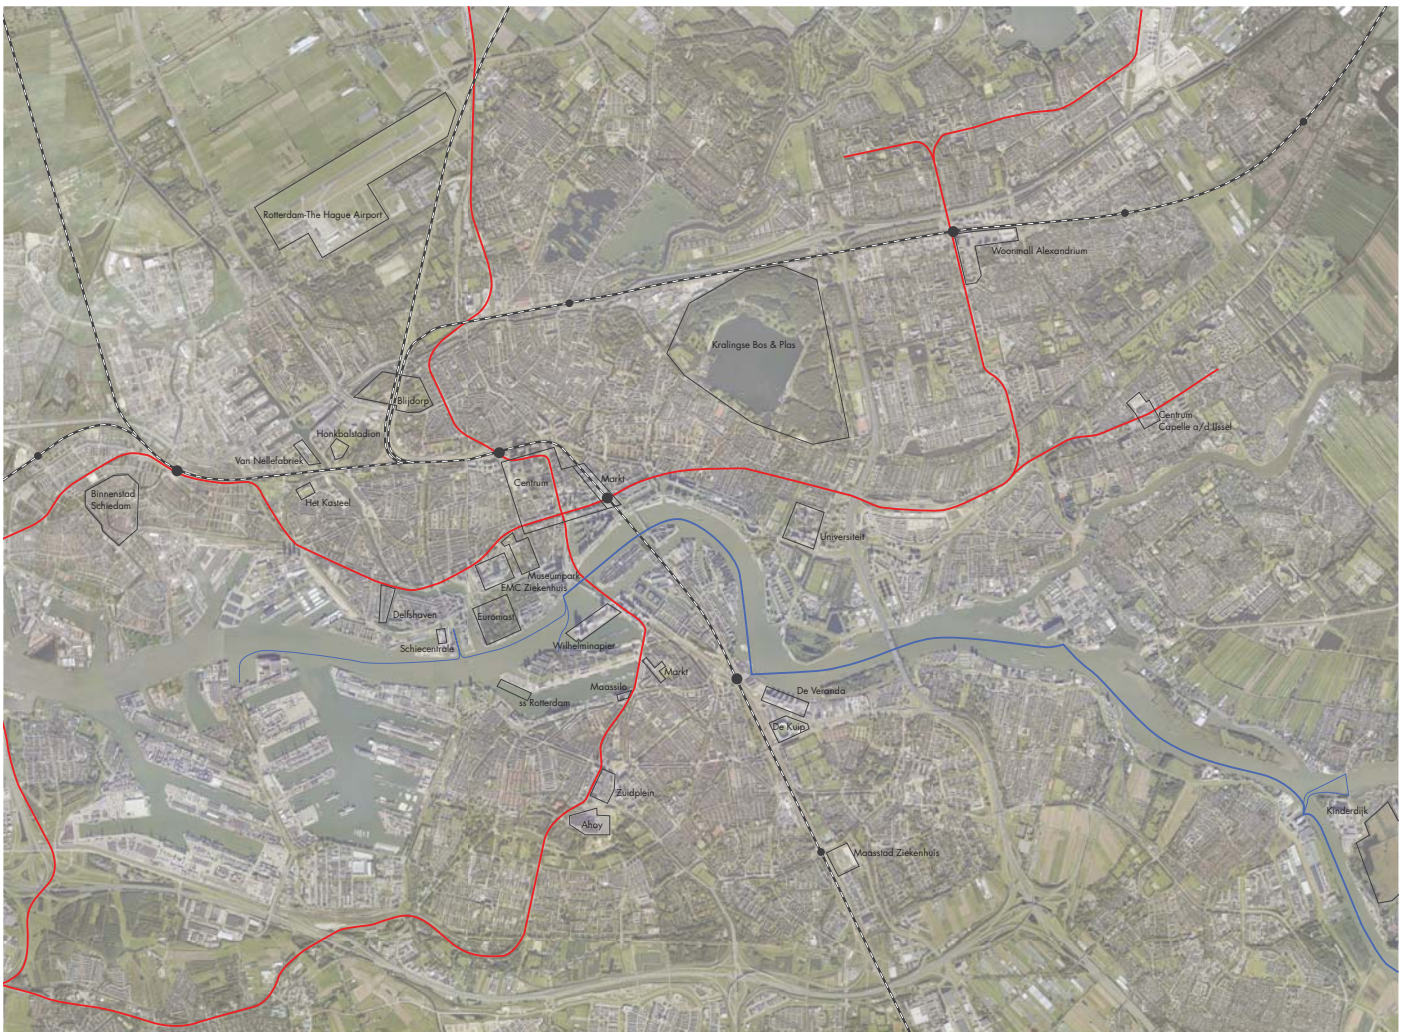 Rotterdam-The Hague Airport
Woonmall Alexandrium
Kralingse Bos & Plas
Blijdorp
Centrum
Capelle a/d IJssel
Honkbalstadion
Van Nellefabriek
Centrum
Markt
Binnenstad
Schiedam
Het Kasteel
Universiteit
Museumpark
EMC Ziekenhuis
Delfshaven
Euromast
Schiecentrale
Wilhelminapier
Markt
Maassilo
ss Rotterdam
De Veranda
De Kuip
Zuidplein
Ahoy
Kinderdijk
Maasstad Ziekenhuis